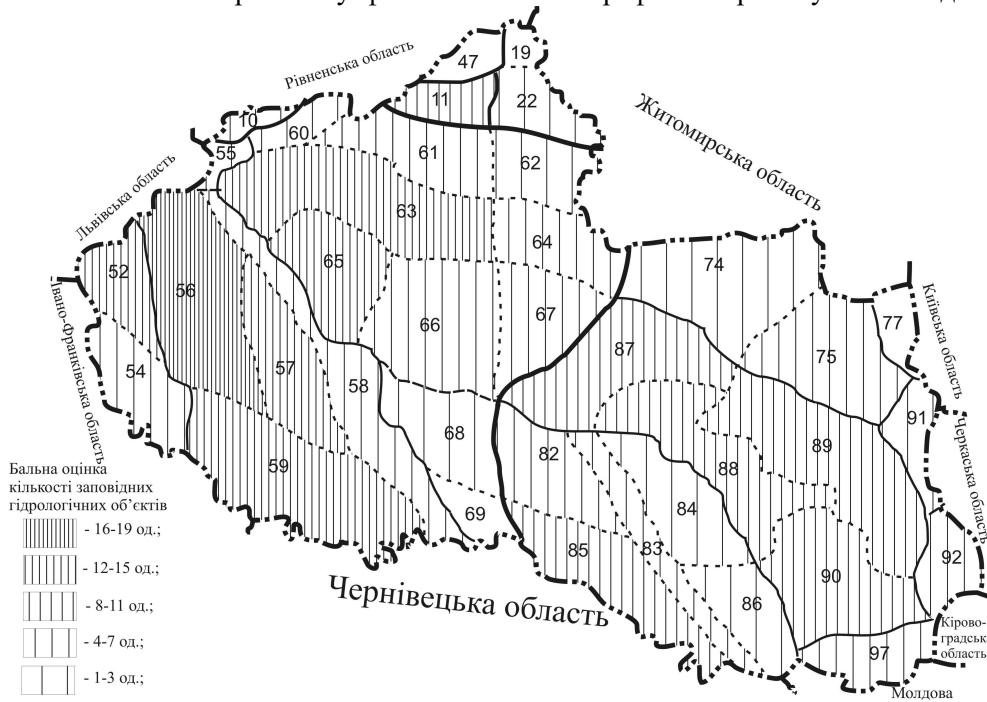 Рівненська область
Житомирська область
Львівська область
Івано-Франківська область
Київська область
Черкаська область
Чернівецька область
Кірово-
градська
область
Молдова
47
19
11
22
10
60
55
61
62
63
64
52
56
65
74
66
67
77
57
87
75
54
58
91
68
89
82
88
59
84
69
85
83
90
92
86
97
Бальна оцінка
кількості заповідних
гідрологічних об’єктів
- 16-19 од.;
- 12-15 од.;
- 8-11 од.;
- 4-7 од.;
- 1-3 од.;